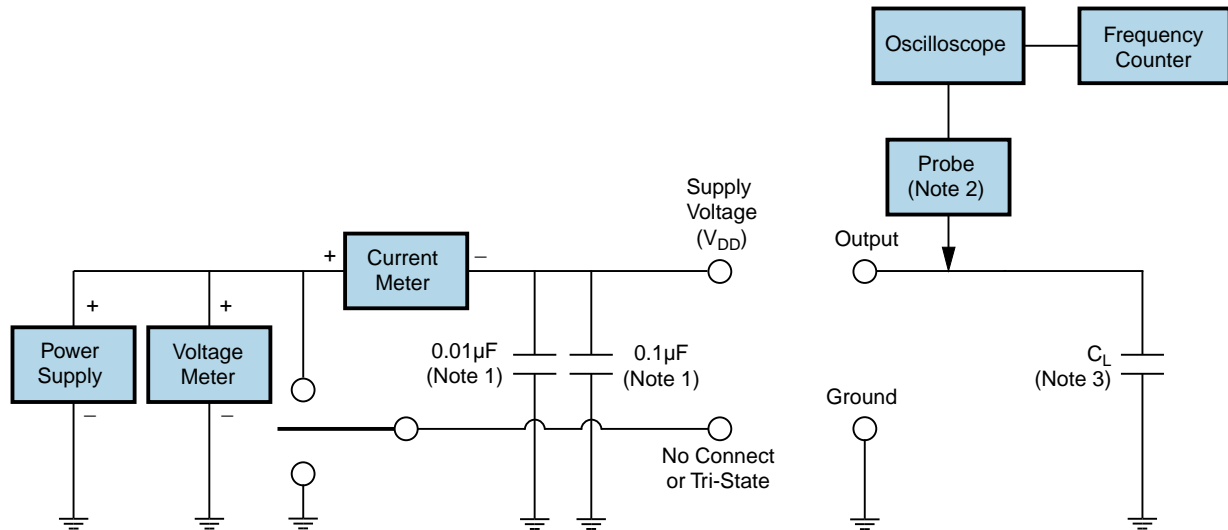 Oscilloscope
Frequency
Counter
Probe
(Note 2)
Supply
Voltage
(VDD)
Output
+
Current
Meter
–
+
+
Power
Supply
Voltage
Meter
–
–
0.01µF
(Note 1)
0.1µF
(Note 1)
CL
(Note 3)
Ground
No Connect
or Tri-State